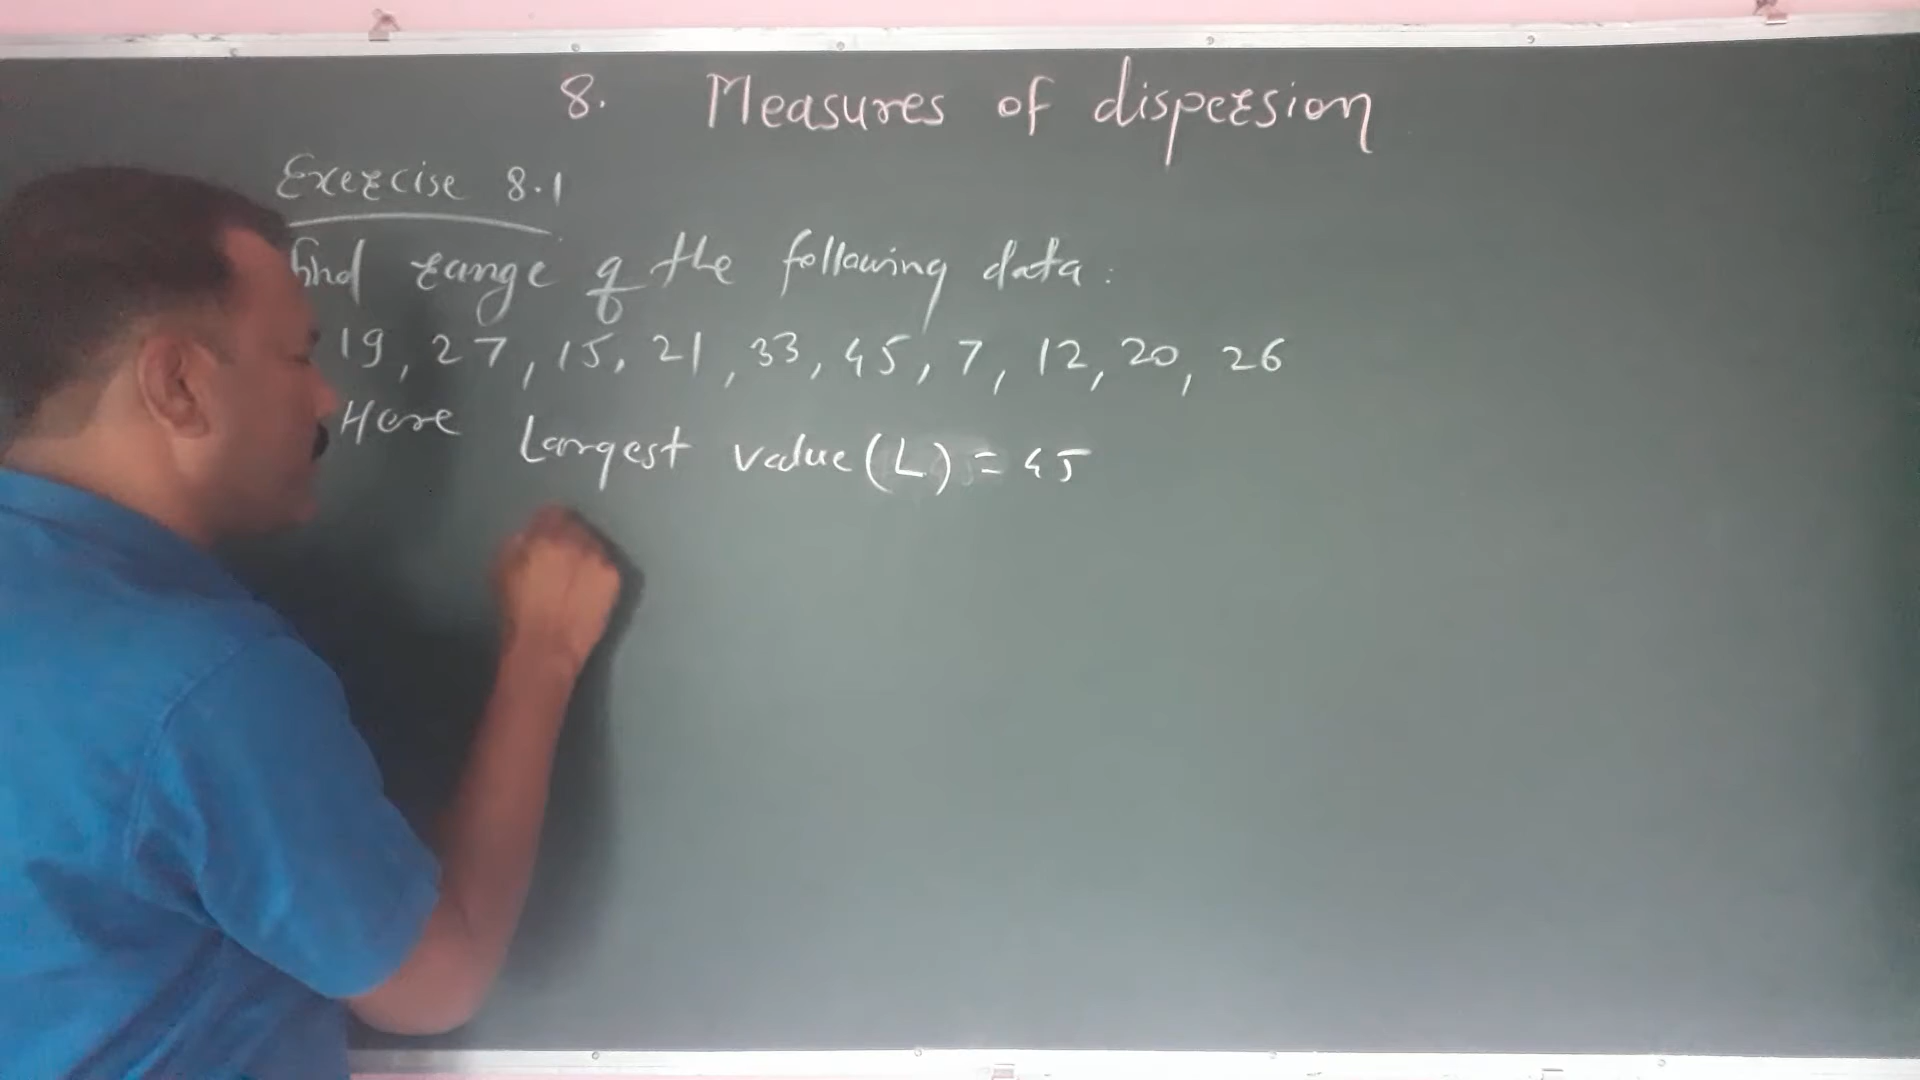 8. Measures of dispersion
Exercise 8.1
find range of the following data:
19, 27, 15, 21, 33, 45, 7, 12, 20, 26
Here Largest value (L) = 45